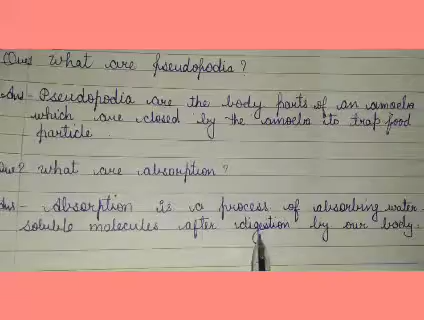 Ques what are pseudopodia?
Ans- Pseudopodia are the body parts of an amoeba
which are closed by the amoeba to trap food
particle.
Que? what are absorption?
Ans- Absorption is a process of absorbing water
soluble molecules after digestion by our body.